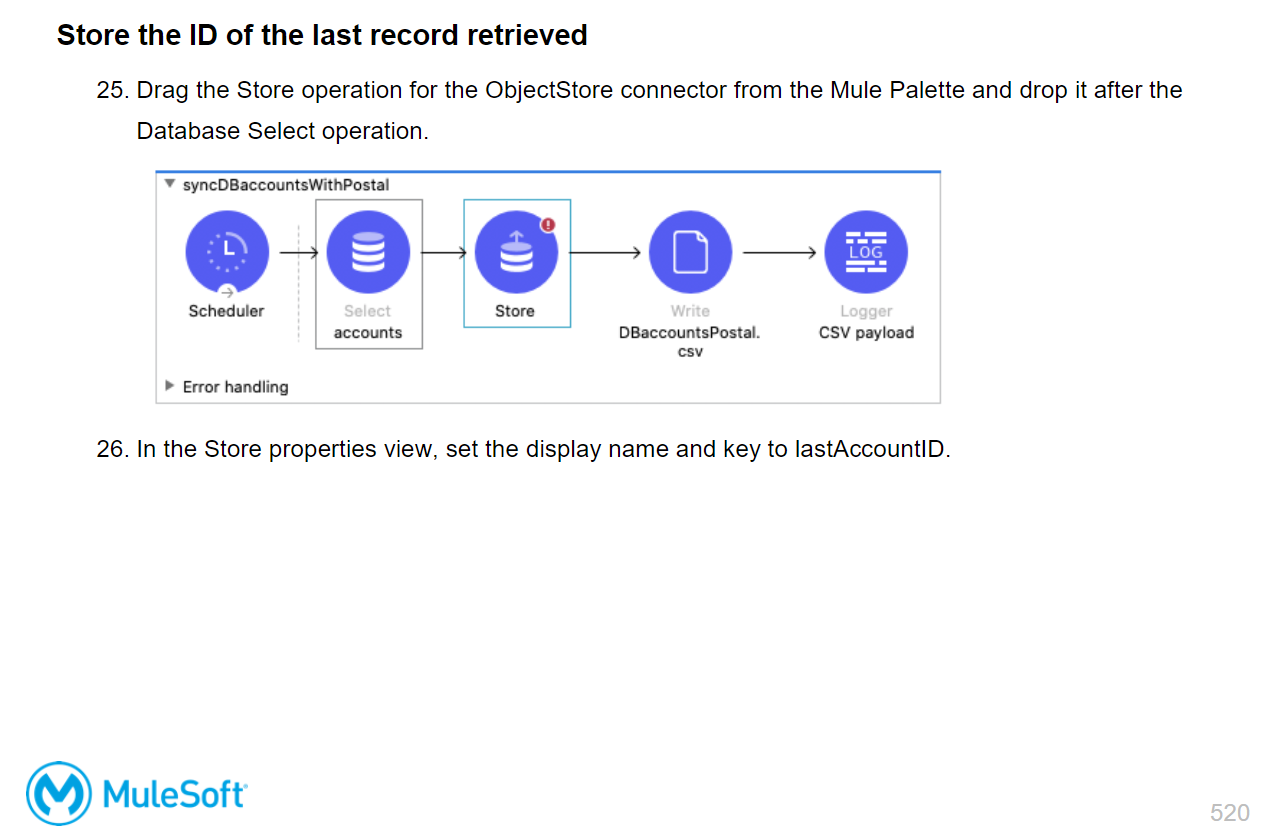 Store the ID of the last record retrieved
25. Drag the Store operation for the ObjectStore connector from the Mule Palette and drop it after the
Database Select operation.
syncDBaccountsWithPostal
LOG
Scheduler
Select
accounts
Store
Write
DBaccountsPostal.
csv
Logger
CSV payload
Error handling
26. In the Store properties view, set the display name and key to lastAccountID.
MuleSoft
520